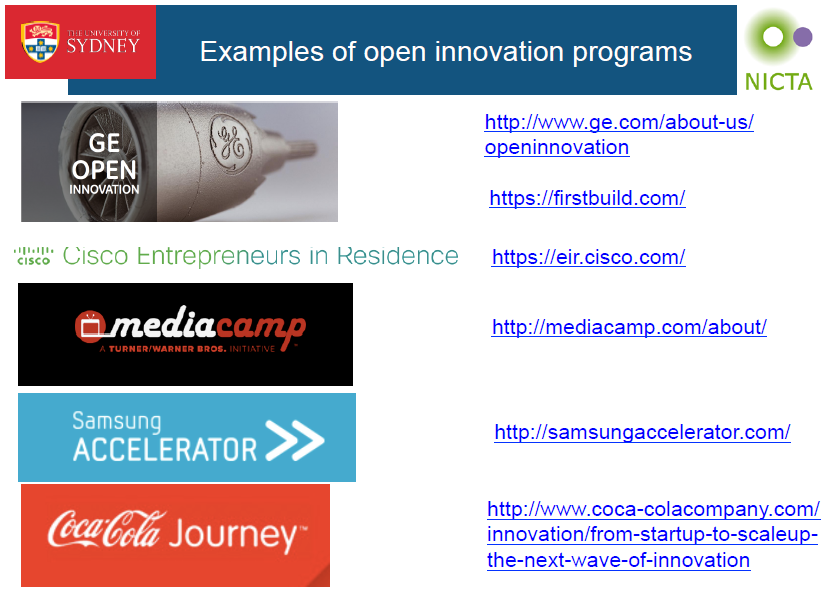 THE UNIVERSITY OF
SYDNEY
Examples of open innovation programs
NICTA
GE
OPEN
INNOVATION
GE
http://www.ge.com/about-us/
openinnovation
https://firstbuild.com/
cisco Cisco Entrepreneurs in Residence
https://eir.cisco.com/
mediacamp
A TURNER/WARNER BROS. INITIATIVE
http://mediacamp.com/about/
Samsung
ACCELERATOR
http://samsungaccelerator.com/
Coca-Cola Journey™
http://www.coca-colacompany.com/
innovation/from-startup-to-scaleup-
the-next-wave-of-innovation